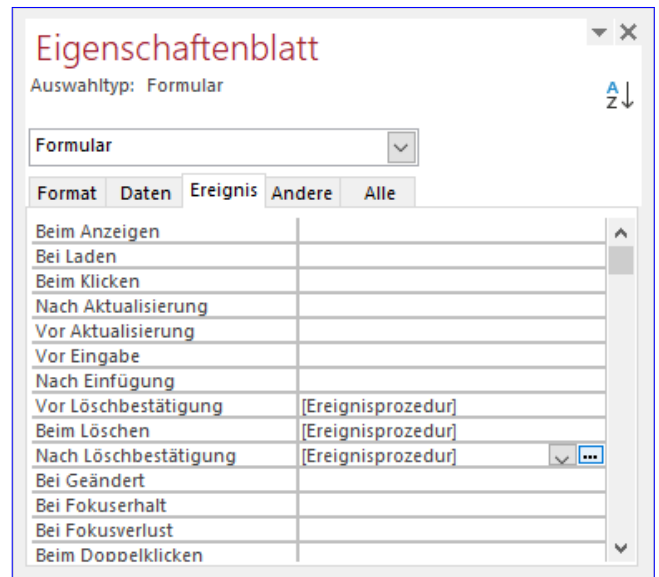 Eigenschaftenblatt
Auswahltyp: Formular
A
Z
Formular
Format Daten Ereignis Andere Alle
Beim Anzeigen
Bei Laden
Beim Klicken
Nach Aktualisierung
Vor Aktualisierung
Vor Eingabe
Nach Einfügung
Vor Löschbestätigung [Ereignisprozedur]
Beim Löschen [Ereignisprozedur]
Nach Löschbestätigung [Ereignisprozedur] ...
Bei Geändert
Bei Fokuserhalt
Bei Fokusverlust
Beim Doppelklicken